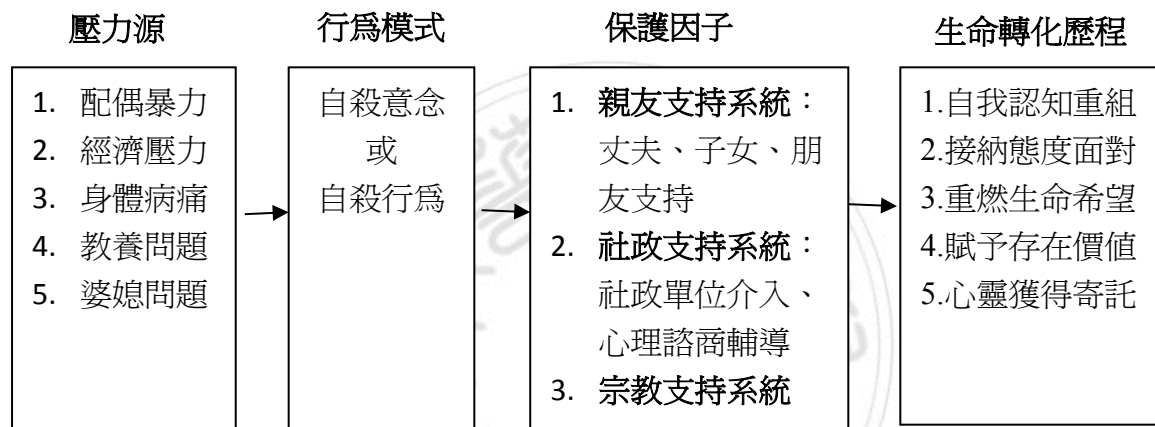 壓力源
1. 配偶暴力
2. 經濟壓力
3. 身體病痛
4. 教養問題
5. 婆媳問題
行爲模式
自殺意念
或
自殺行爲
保護因子
1. 親友支持系統：
丈夫、子女、朋
友支持
2. 社政支持系統：
社政單位介入、
心理諮商輔導
3. 宗教支持系統
生命轉化歷程
1.自我認知重組
2.接納態度面對
3.重燃生命希望
4.賦予存在價值
5.心靈獲得寄託